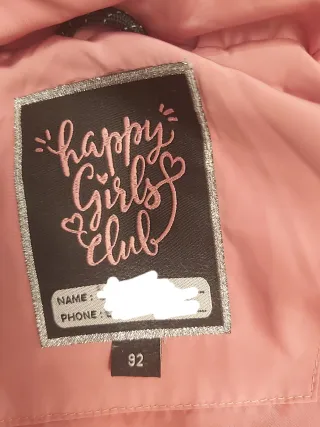 happy
Girls
Club
NAME :
PHONE :
92